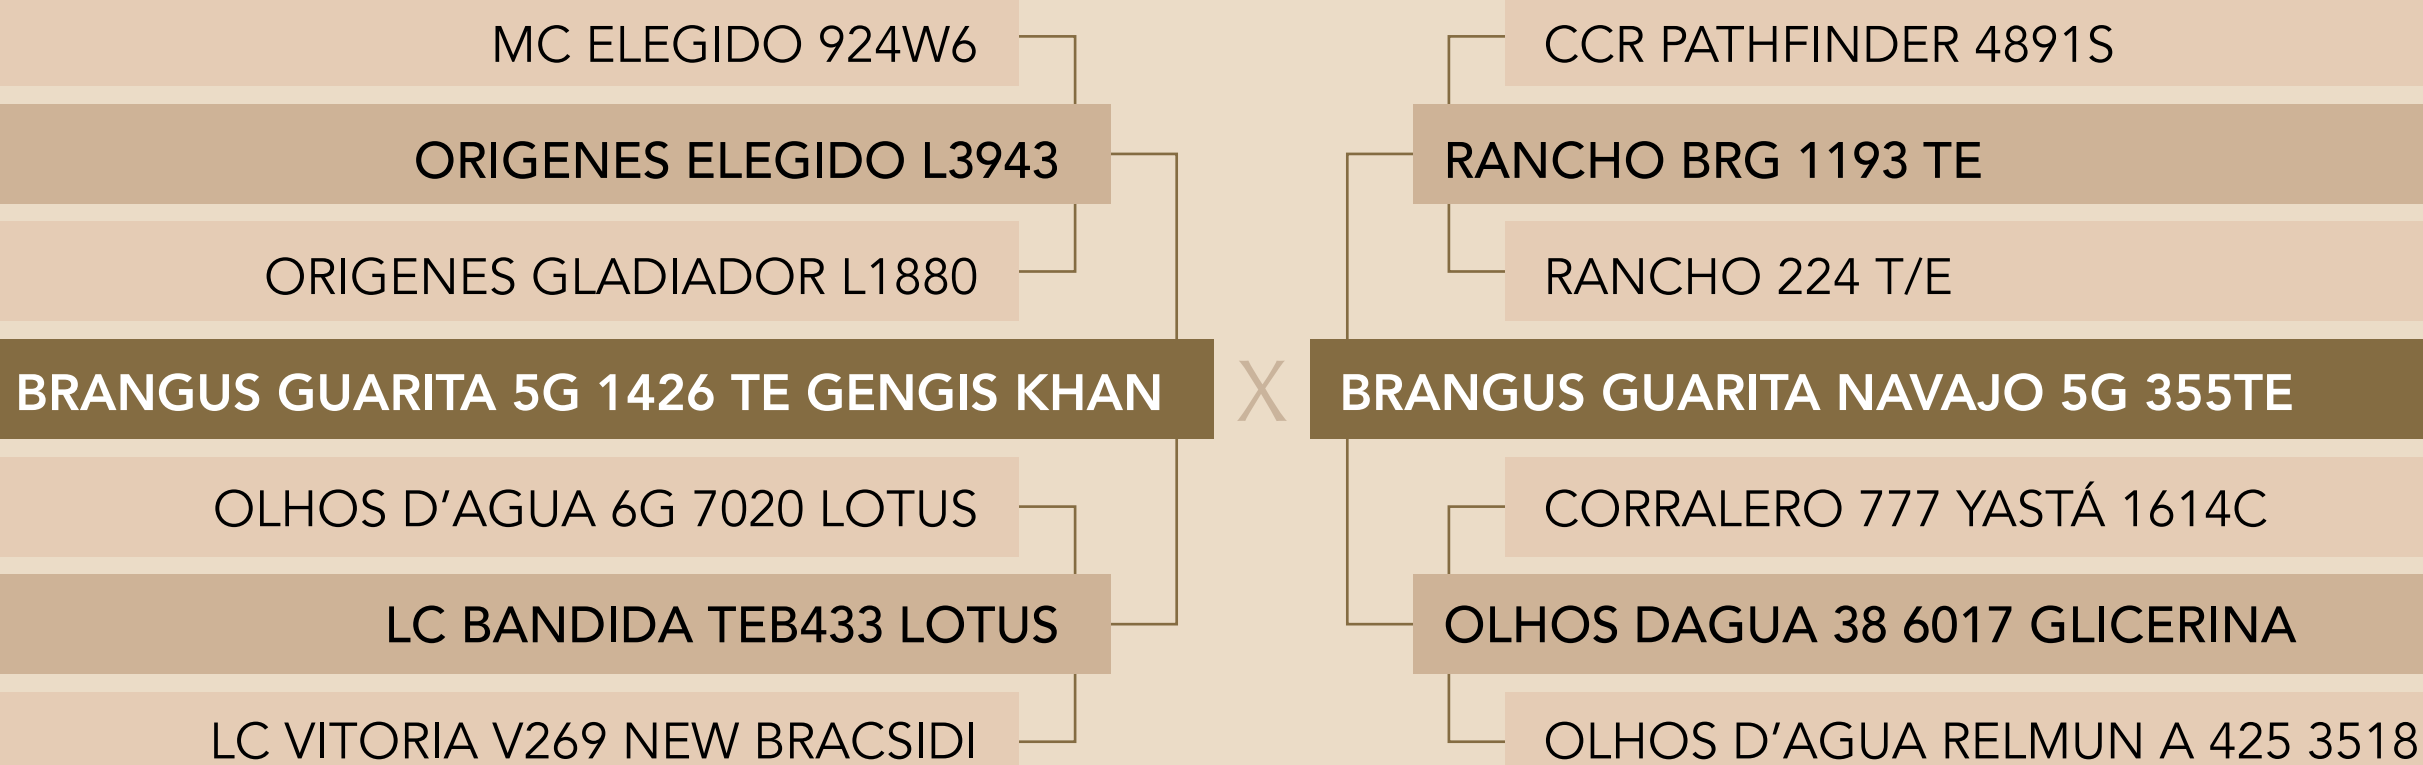 MC ELEGIDO 924W6
ORIGENES ELEGIDO L3943
ORIGENES GLADIADOR L1880
BRANGUS GUARITA 5G 1426 TE GENGIS KHAN
OLHOS D’AGUA 6G 7020 LOTUS
LC BANDIDA TEB433 LOTUS
LC VITORIA V269 NEW BRACSIDI
X
CCR PATHFINDER 4891S
RANCHO BRG 1193 TE
RANCHO 224 T/E
BRANGUS GUARITA NAVAJO 5G 355TE
CORRALERO 777 YASTÁ 1614C
OLHOS DAGUA 38 6017 GLICERINA
OLHOS D’AGUA RELMUN A 425 3518